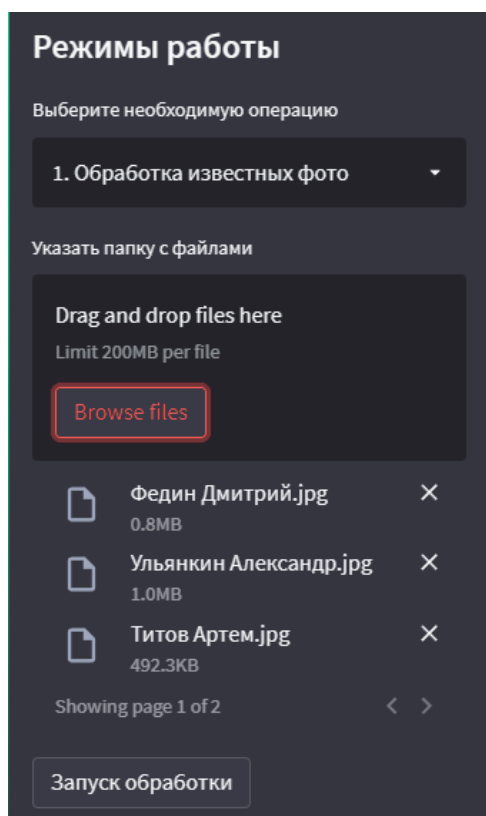 Режимы работы
Выберите необходимую операцию
1. Обработка известных фото
Указать папку с файлами
Drag and drop files here
Limit 200MB per file
Browse files
Федин Дмитрий.jpg
0.8MB
Ульянкин Александр.jpg
1.0MB
Титов Артем.jpg
492.3KB
Showing page 1 of 2
Запуск обработки